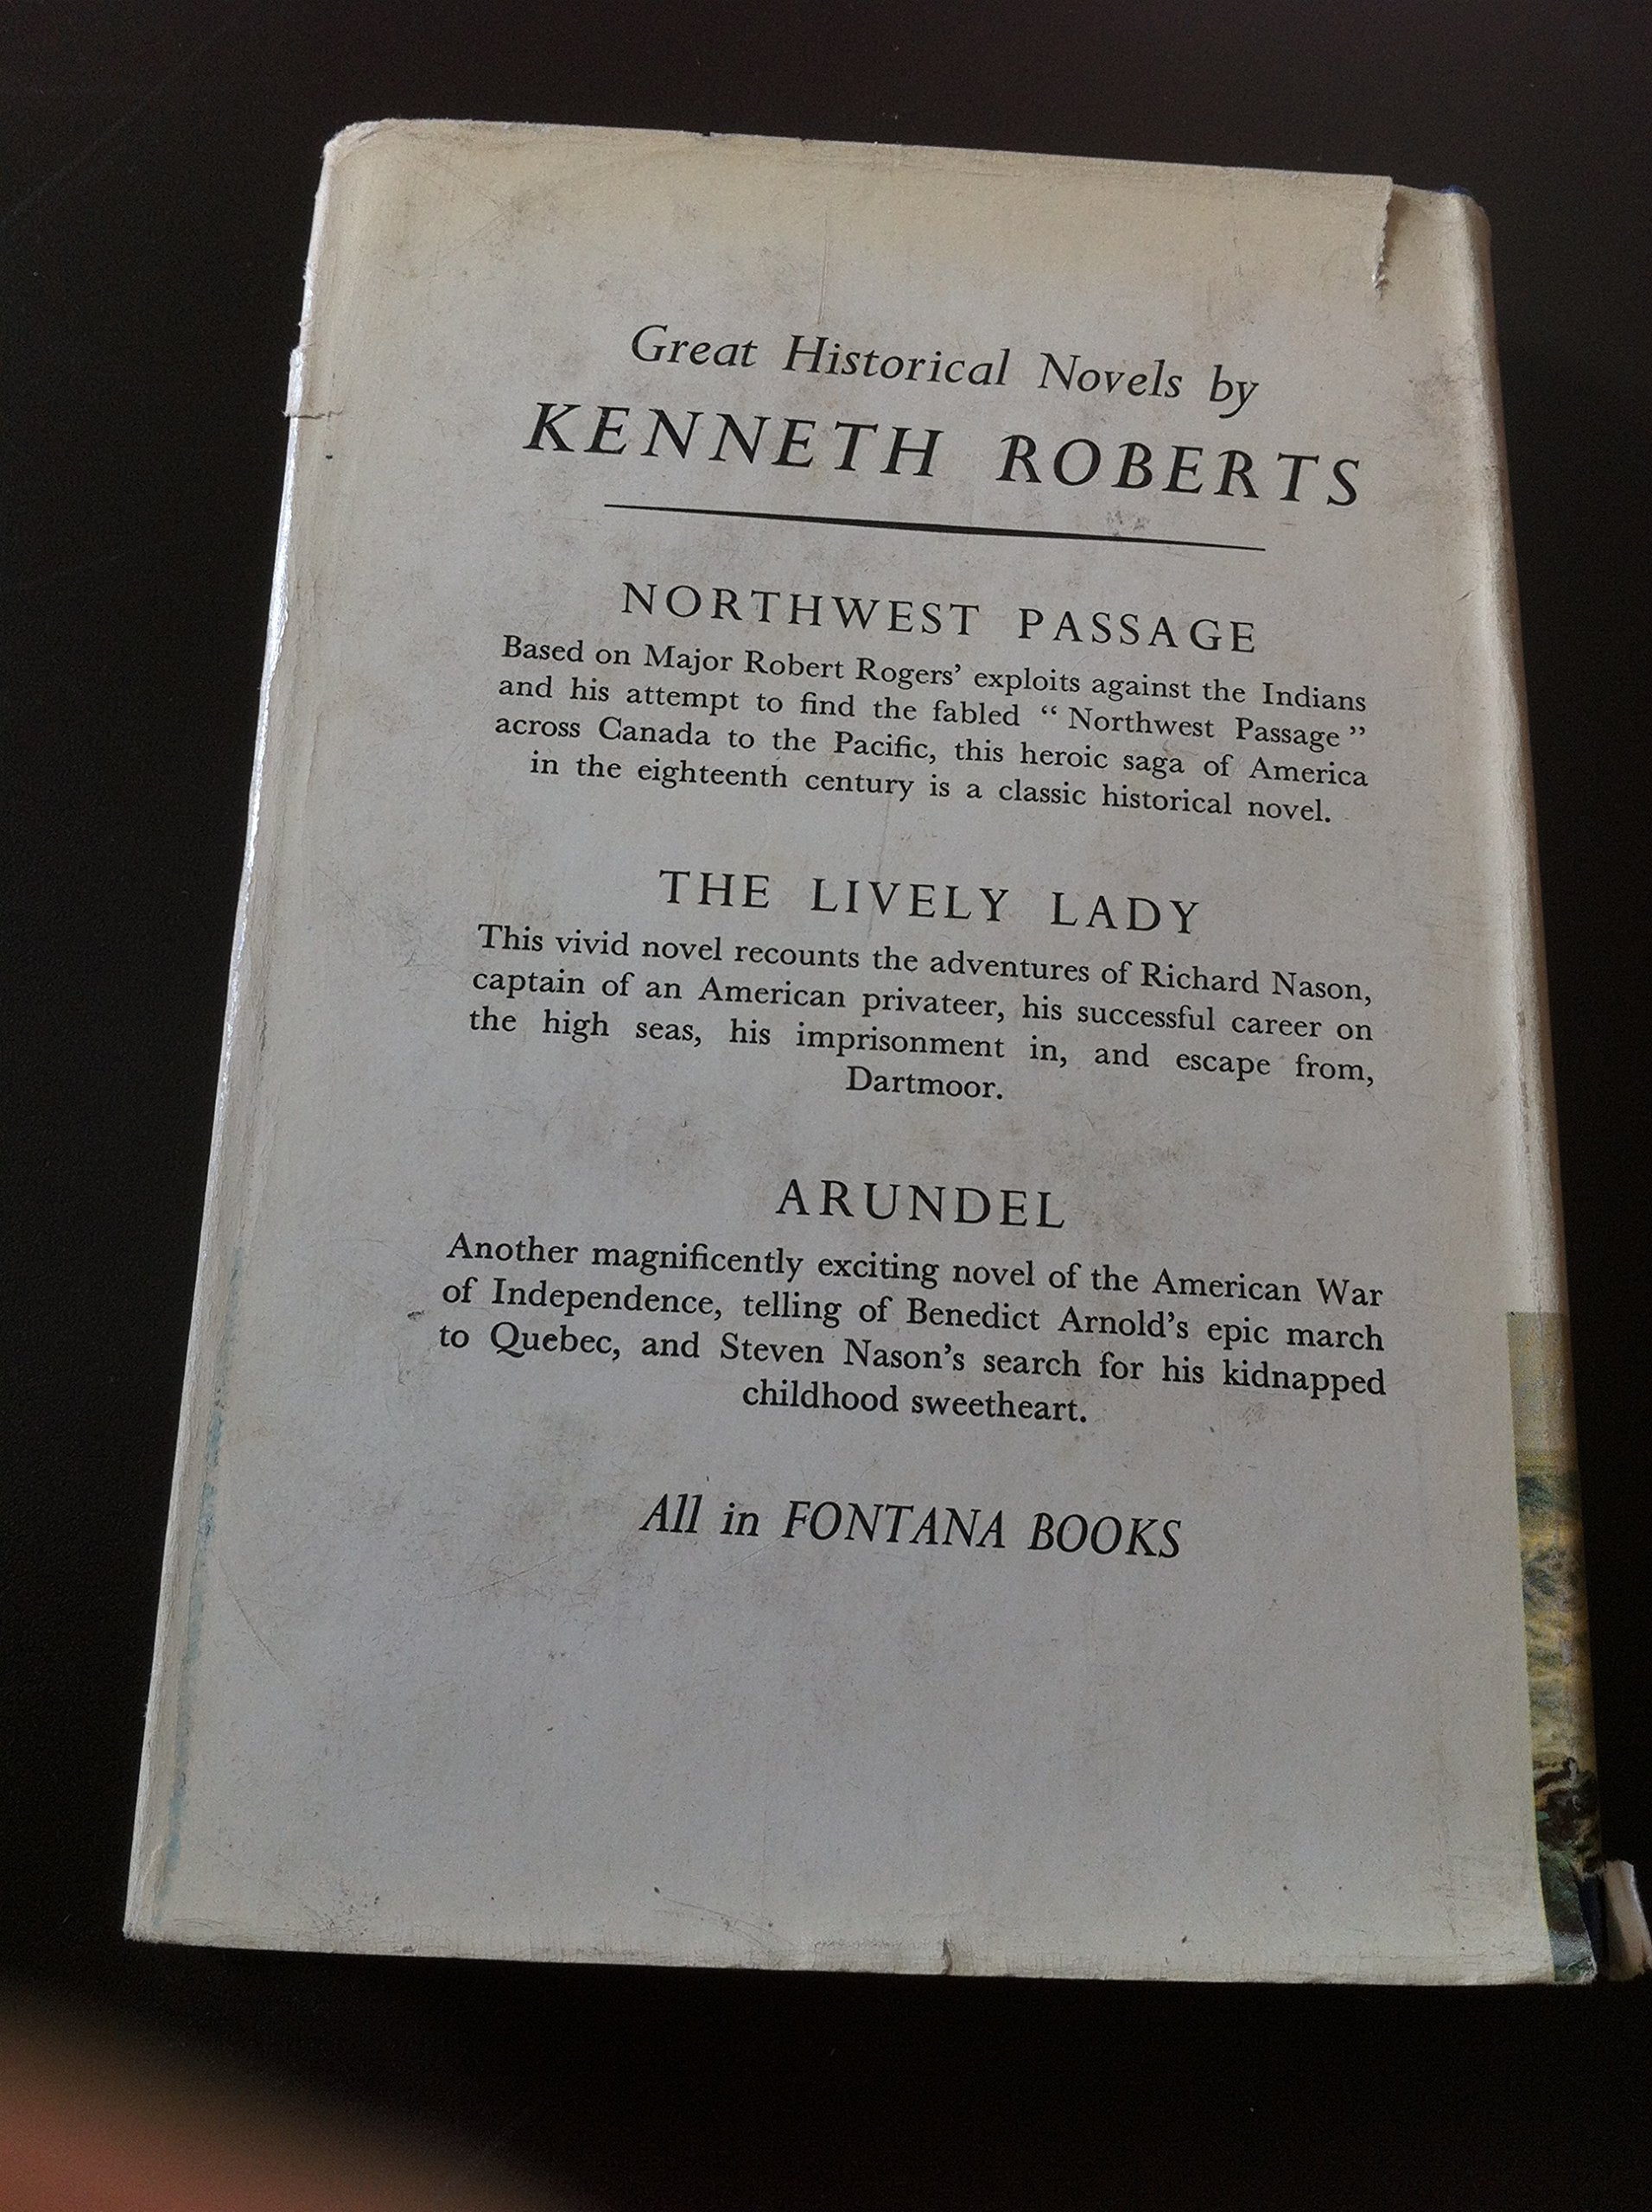 Great Historical Novels by
KENNETH ROBERTS
NORTHWEST PASSAGE
Based on Major Robert Rogers’ exploits against the Indians
and his attempt to find the fabled “ Northwest Passage ”
across Canada to the Pacific, this heroic saga of America
in the eighteenth century is a classic historical novel.
THE LIVELY LADY
This vivid novel recounts the adventures of Richard Nason,
captain of an American privateer, his successful career on
the high seas, his imprisonment in, and escape from,
Dartmoor.
ARUNDEL
Another magnificently exciting novel of the American War
of Independence, telling of Benedict Arnold’s epic march
to Quebec, and Steven Nason’s search for his kidnapped
childhood sweetheart.
All in FONTANA BOOKS